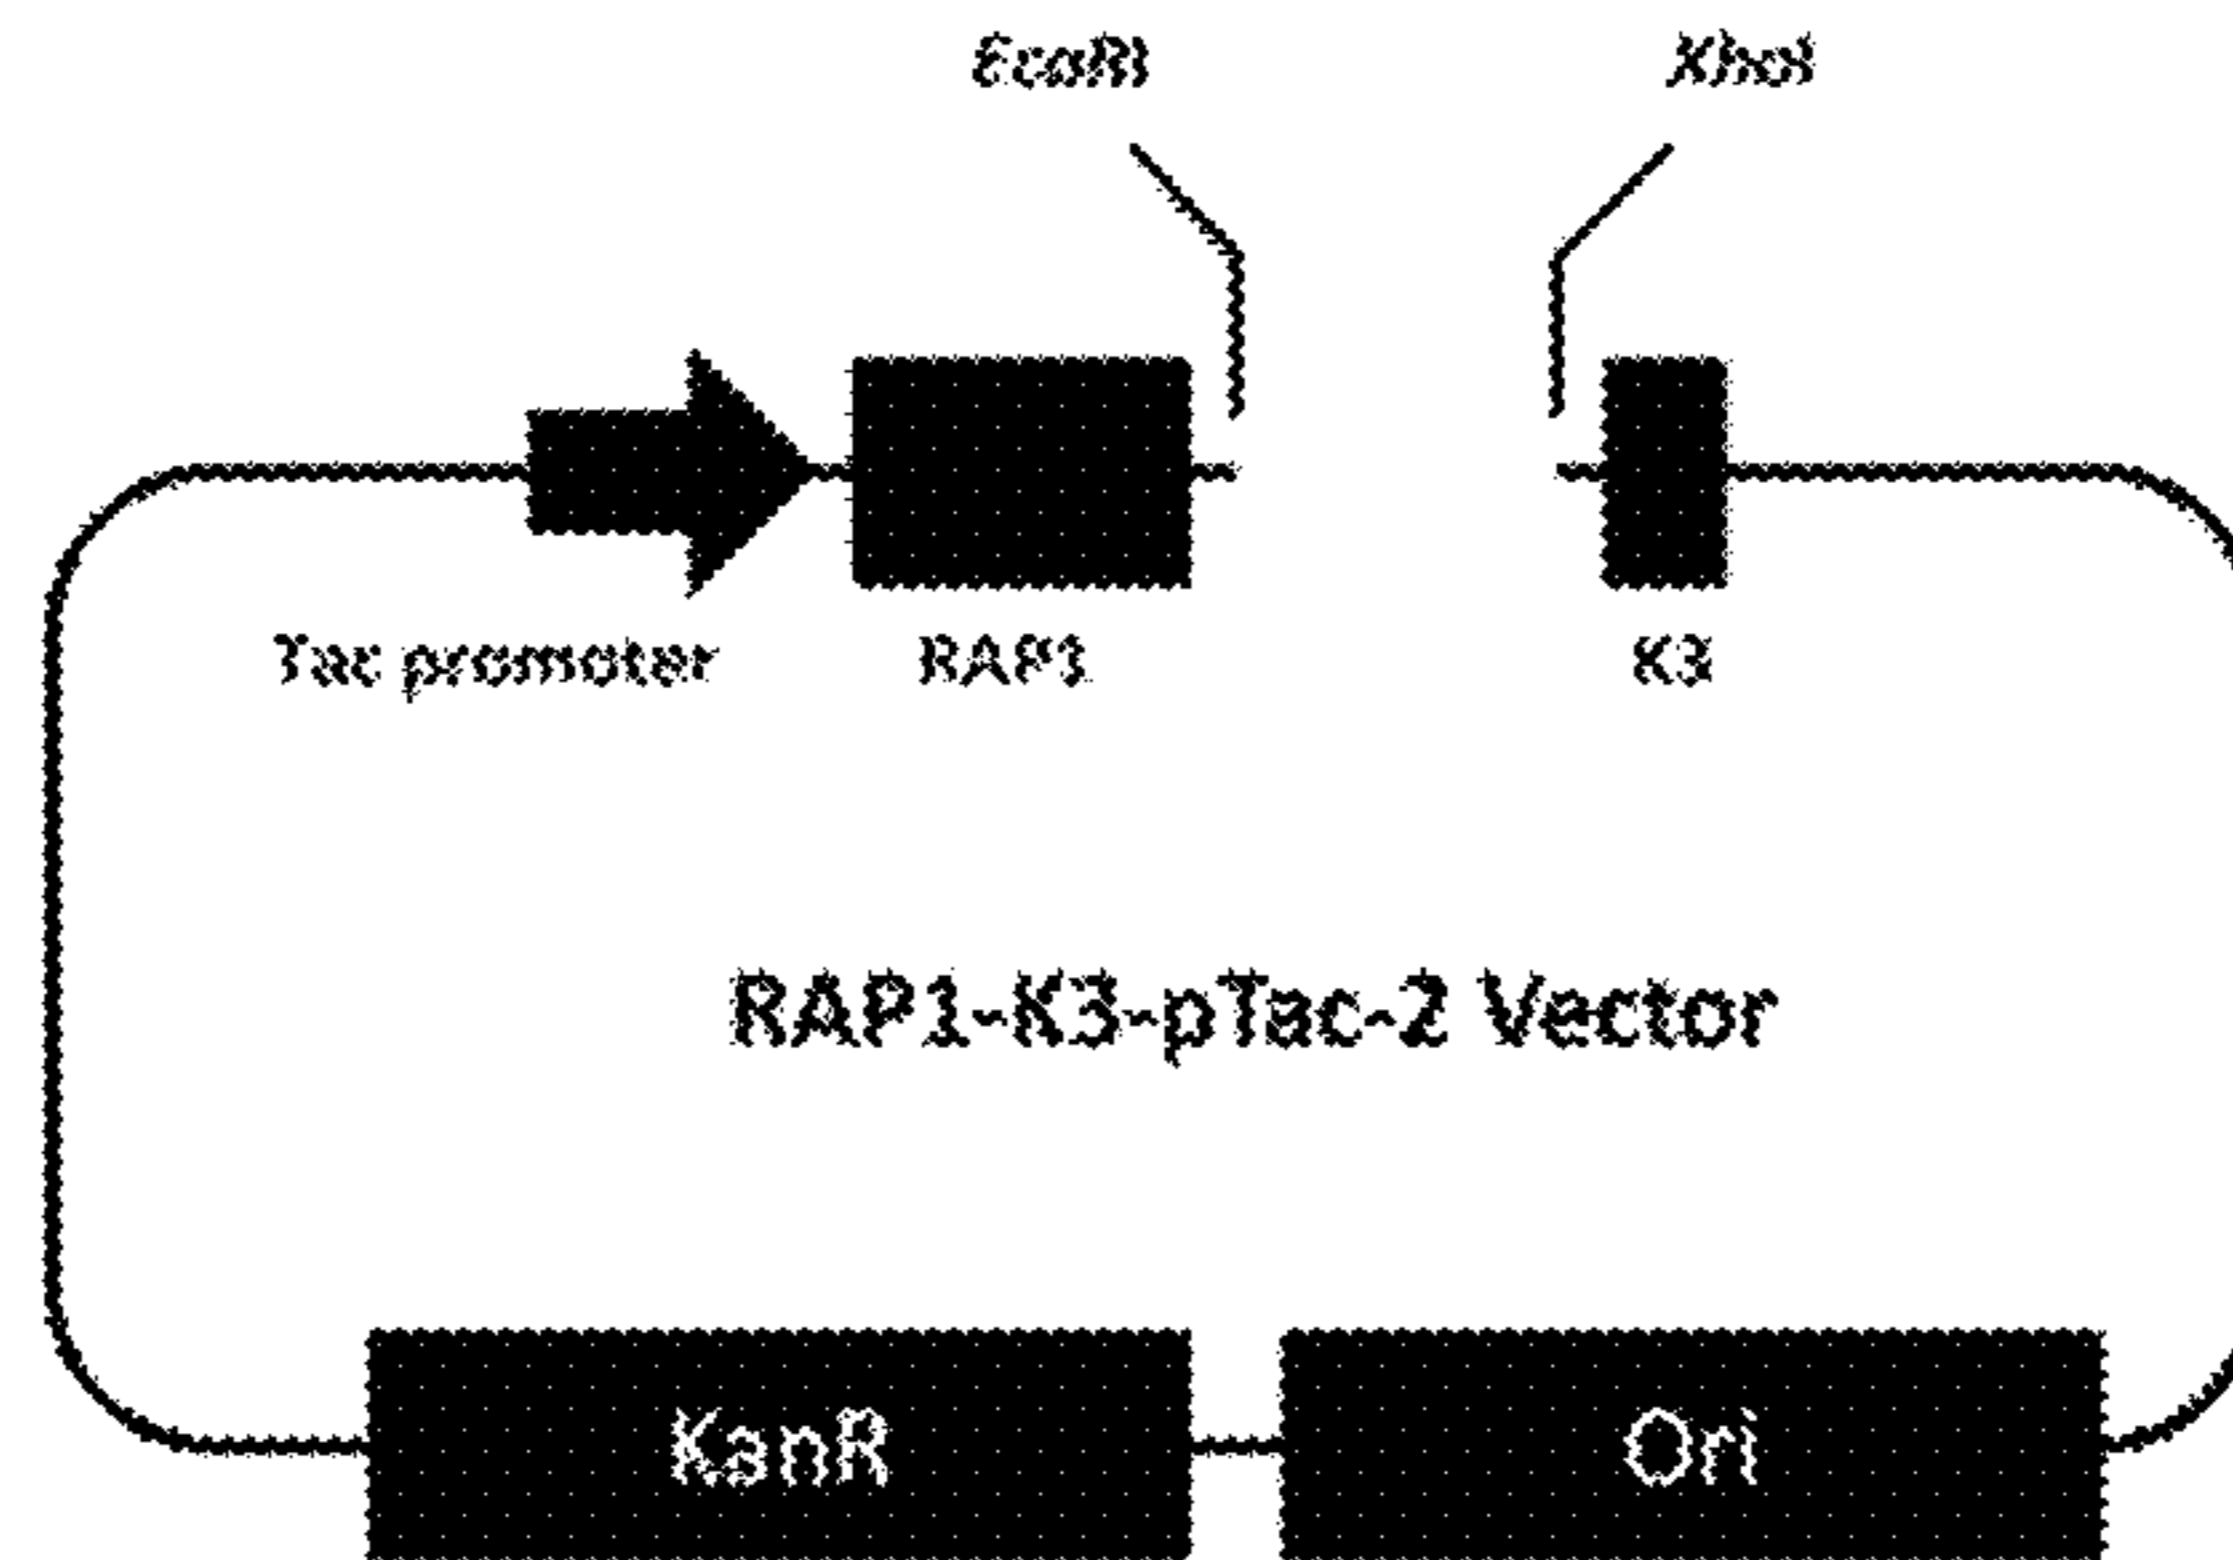 EcoRI
XhoI
Tac promoter
RAP1
K3
RAP1-K3-pTac-2 Vector
KanR
Ori